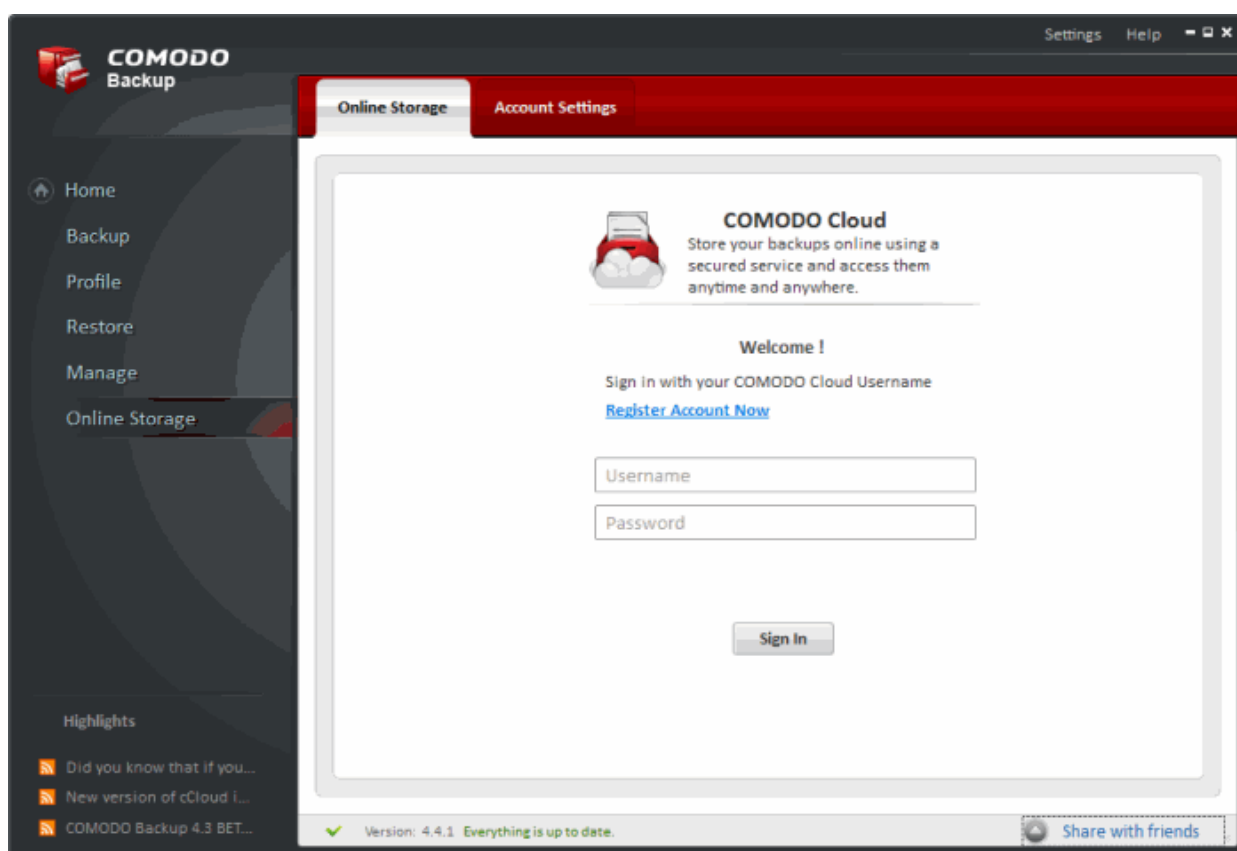 Settings Help
COMODO
Backup
Online Storage Account Settings
Home
Backup
Profile
Restore
Manage
Online Storage
COMODO Cloud
Store your backups online using a
secured service and access them
anytime and anywhere.
Welcome !
Sign in with your COMODO Cloud Username
Register Account Now
Username
Password
Sign In
Highlights
Did you know that if you...
New version of cCloud i...
COMODO Backup 4.3 BET...
Version: 4.4.1 Everything is up to date.
Share with friends